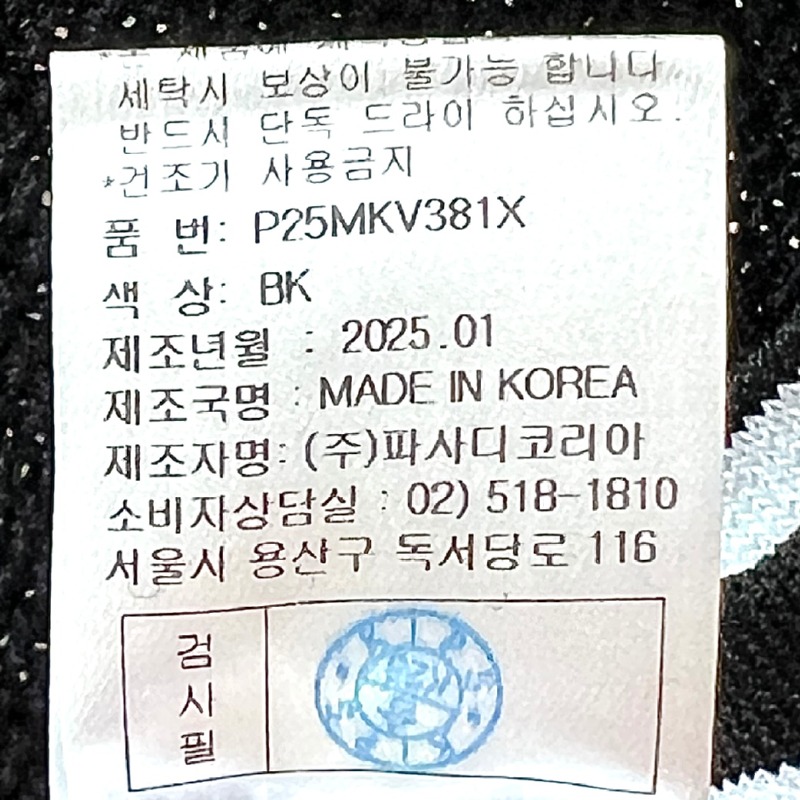 세탁시 보상이 불가능 합니다
반드시 단독 드라이 하십시오.
*건조기 사용금지
품 번: P25MKV381X
색 상: BK
제조년월 : 2025.01
제조국명 : MADE IN KOREA
제조자명: (주)파사디코리아
소비자상담실 : 02) 518-1810
서울시 용산구 독서당로 116
검
사
필